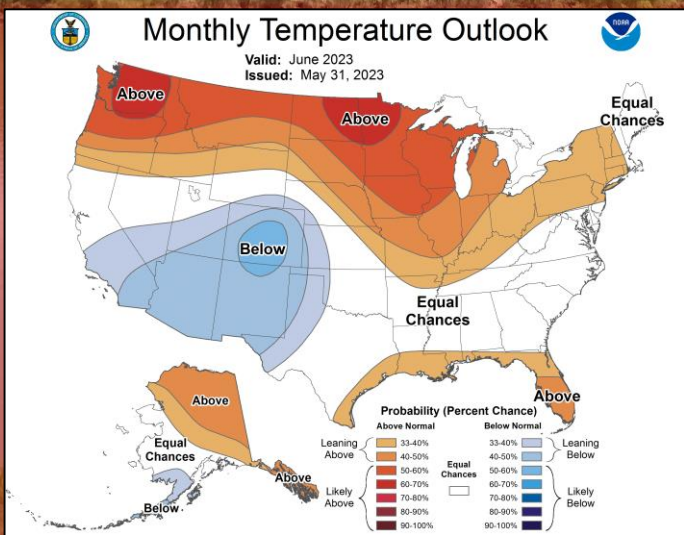 Monthly Temperature Outlook
Valid: June 2023
Issued: May 31, 2023
NOAA
Above
Above
Equal
Chances
Below
Equal
Chances
Above
Above
Equal
Chances
Above
Below
Probability (Percent Chance)
Above Normal
Below Normal
Leaning
Above
33-40%
40-50%
50-60%
60-70%
70-80%
80-90%
90-100%
Likely
Above
Equal
Chances
33-40%
40-50%
50-60%
60-70%
70-80%
80-90%
90-100%
Leaning
Below
Likely
Below